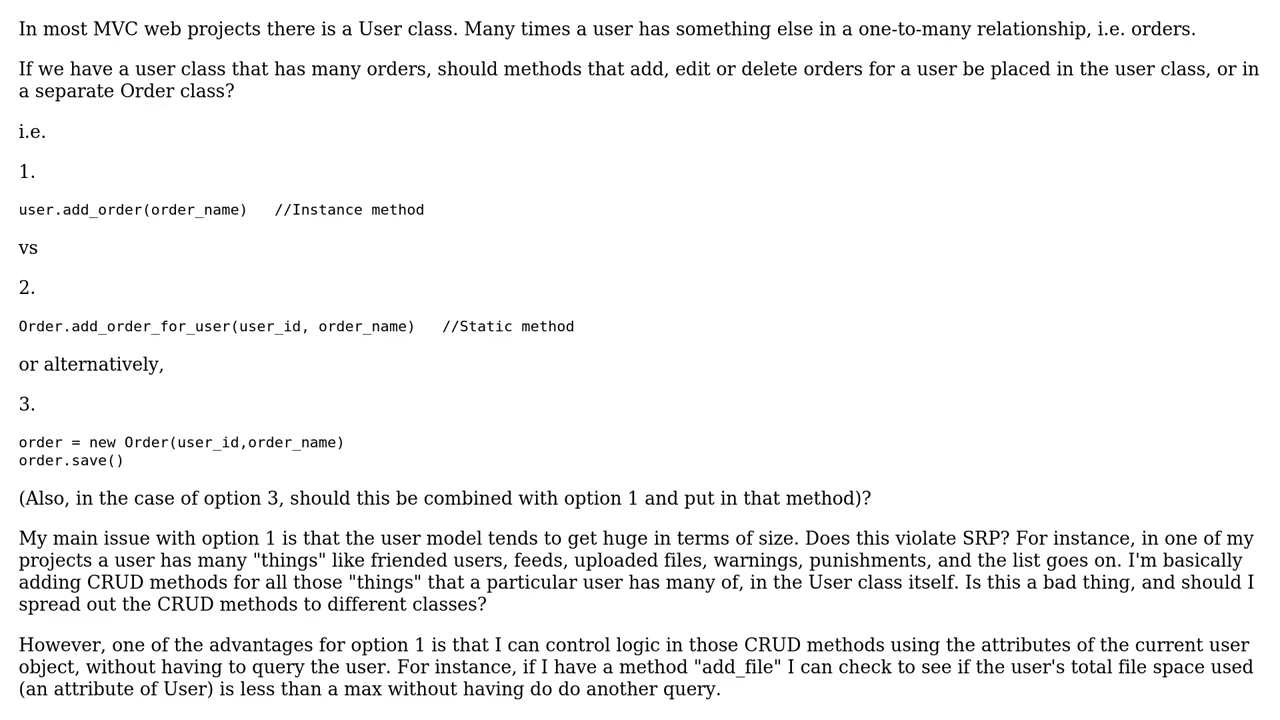 In most MVC web projects there is a User class. Many times a user has something else in a one-to-many relationship, i.e. orders.
If we have a user class that has many orders, should methods that add, edit or delete orders for a user be placed in the user class, or in
a separate Order class?
i.e.
1.
user.add_order(order_name)   //Instance method
vs
2.
Order.add_order_for_user(user_id, order_name)   //Static method
or alternatively,
3.
order = new Order(user_id,order_name)
order.save()
(Also, in the case of option 3, should this be combined with option 1 and put in that method)?
My main issue with option 1 is that the user model tends to get huge in terms of size. Does this violate SRP? For instance, in one of my
projects a user has many "things" like friended users, feeds, uploaded files, warnings, punishments, and the list goes on. I'm basically
adding CRUD methods for all those "things" that a particular user has many of, in the User class itself. Is this a bad thing, and should I
spread out the CRUD methods to different classes?
However, one of the advantages for option 1 is that I can control logic in those CRUD methods using the attributes of the current user
object, without having to query the user. For instance, if I have a method "add_file" I can check to see if the user's total file space used
(an attribute of User) is less than a max without having do do another query.